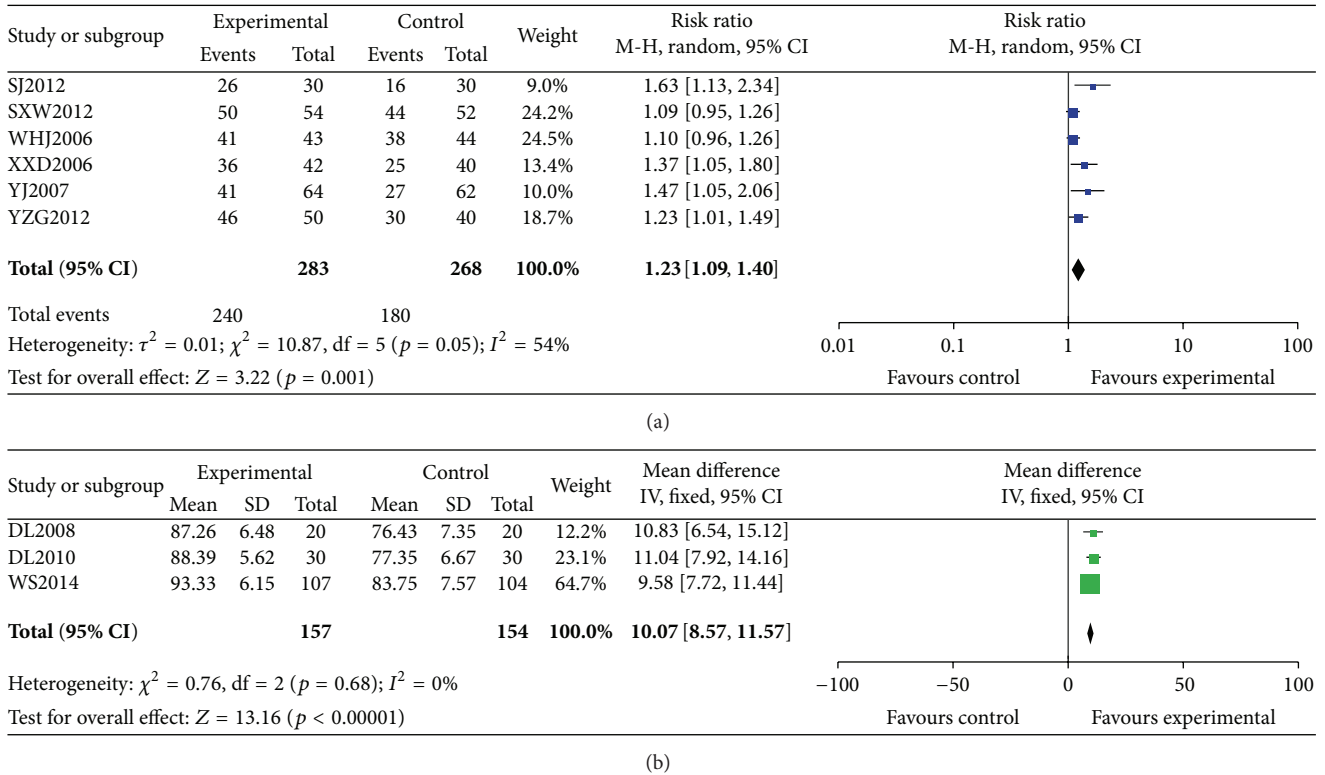 Study or subgroup Experimental Control Weight Risk ratio Risk ratio
Events Total Events Total M-H, random, 95% CI M-H, random, 95% CI
SJ2012 26 30 16 30 9.0% 1.63 [1.13, 2.34]
SXW2012 50 54 44 52 24.2% 1.09 [0.95, 1.26]
WHJ2006 41 43 38 44 24.5% 1.10 [0.96, 1.26]
XXD2006 36 42 25 40 13.4% 1.37 [1.05, 1.80]
YJ2007 41 64 27 62 10.0% 1.47 [1.05, 2.06]
YZG2012 46 50 30 40 18.7% 1.23 [1.01, 1.49]
Total (95% CI) 283 268 100.0% 1.23 [1.09, 1.40]
Total events 240 180
Heterogeneity: τ² = 0.01; χ² = 10.87, df = 5 (p = 0.05); I² = 54%
0.01 0.1 1 10 100
Test for overall effect: Z = 3.22 (p = 0.001)
Favours control Favours experimental
(a)
Study or subgroup Experimental Control Weight Mean difference Mean difference
Mean SD Total Mean SD Total IV, fixed, 95% CI IV, fixed, 95% CI
DL2008 87.26 6.48 20 76.43 7.35 20 12.2% 10.83 [6.54, 15.12]
DL2010 88.39 5.62 30 77.35 6.67 30 23.1% 11.04 [7.92, 14.16]
WS2014 93.33 6.15 107 83.75 7.57 104 64.7% 9.58 [7.72, 11.44]
Total (95% CI) 157 154 100.0% 10.07 [8.57, 11.57]
Heterogeneity: χ² = 0.76, df = 2 (p = 0.68); I² = 0%
−100 −50 0 50 100
Test for overall effect: Z = 13.16 (p < 0.00001)
Favours control Favours experimental
(b)